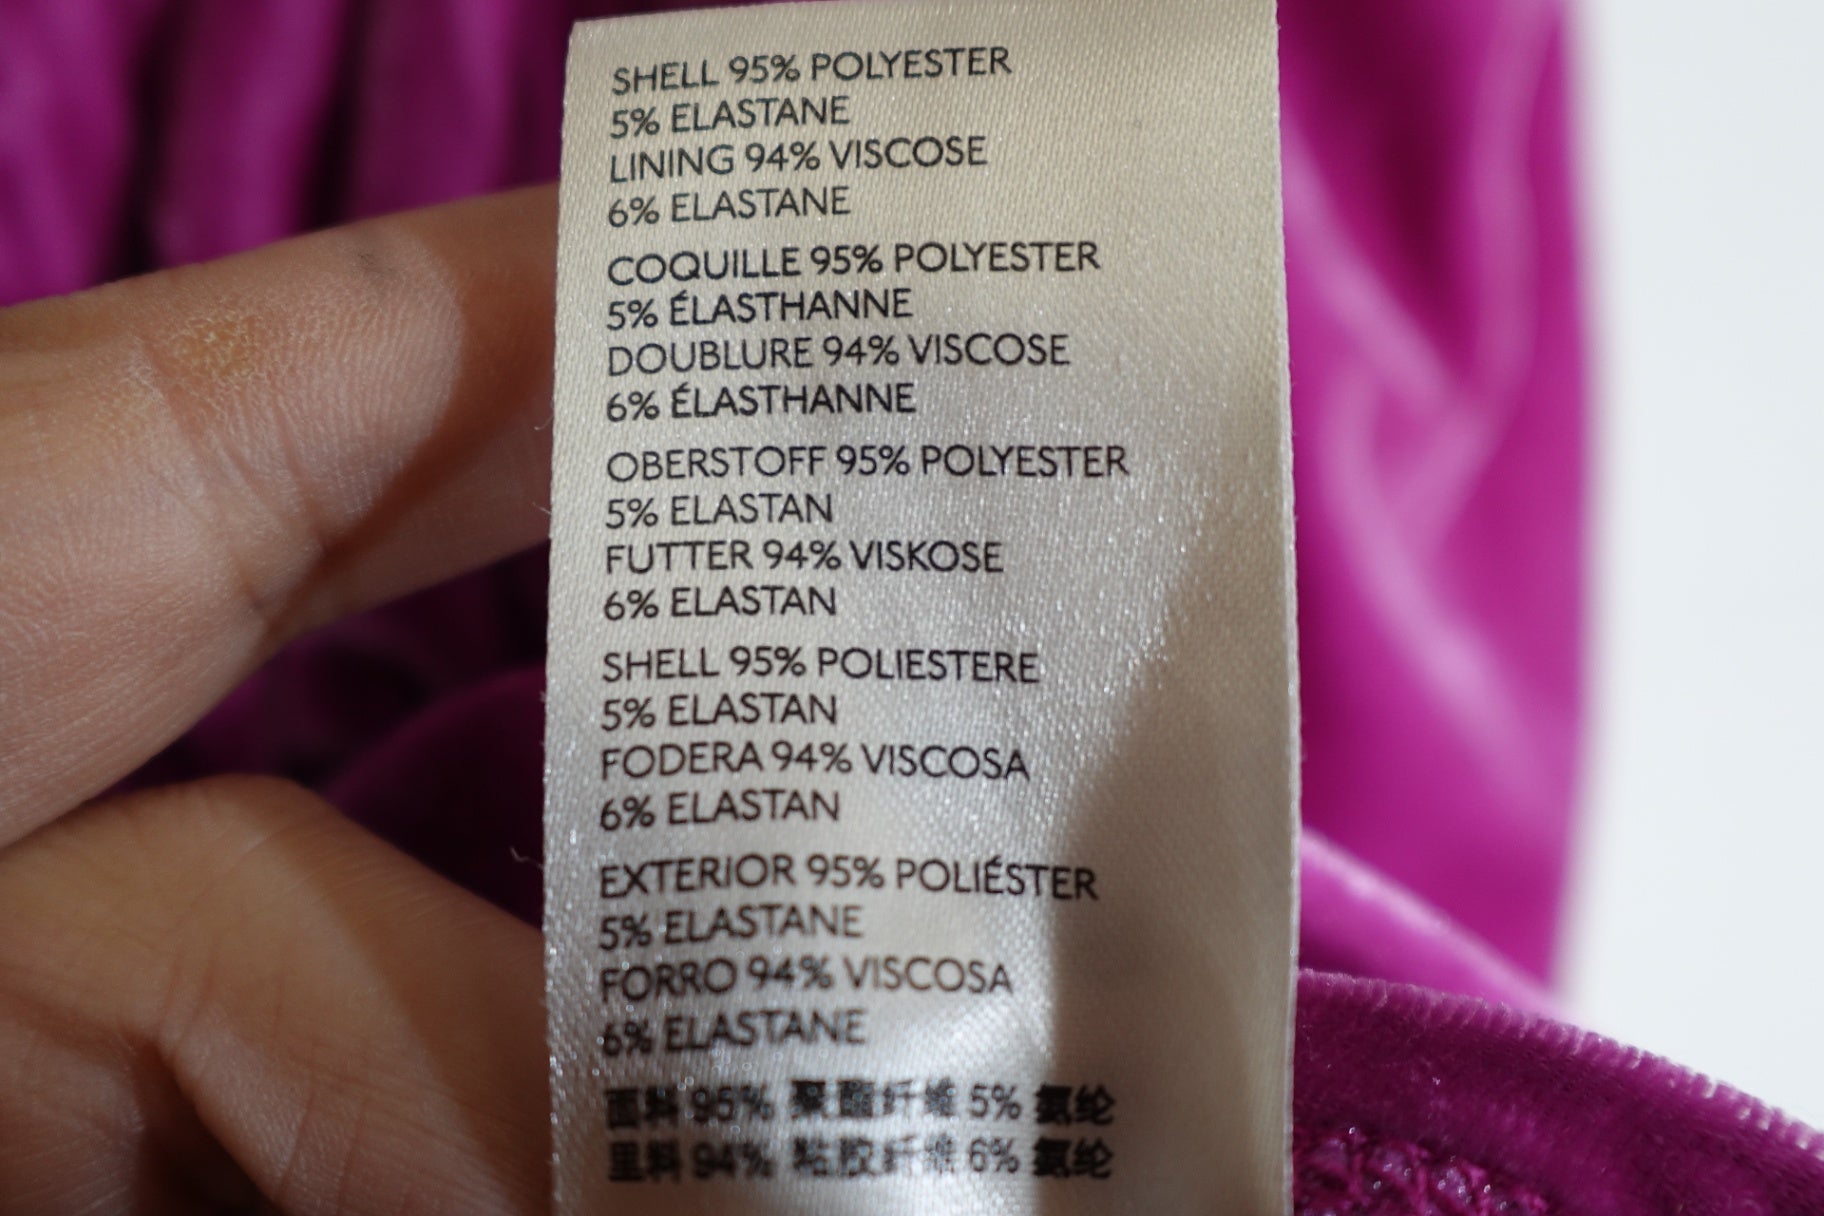 SHELL 95% POLYESTER
5% ELASTANE
LINING 94% VISCOSE
6% ELASTANE
COQUILLE 95% POLYESTER
5% ÉLASTHANNE
DOUBLURE 94% VISCOSE
6% ÉLASTHANNE
OBERSTOFF 95% POLYESTER
5% ELASTAN
FUTTER 94% VISKOSE
6% ELASTAN
SHELL 95% POLIESTERE
5% ELASTAN
FODERA 94% VISCOSA
6% ELASTAN
EXTERIOR 95% POLIÉSTER
5% ELASTANE
FORRO 94% VISCOSA
6% ELASTANE
面料 95% 聚酯纤维 5% 氨纶
里料 94% 粘胶纤维 6% 氨纶